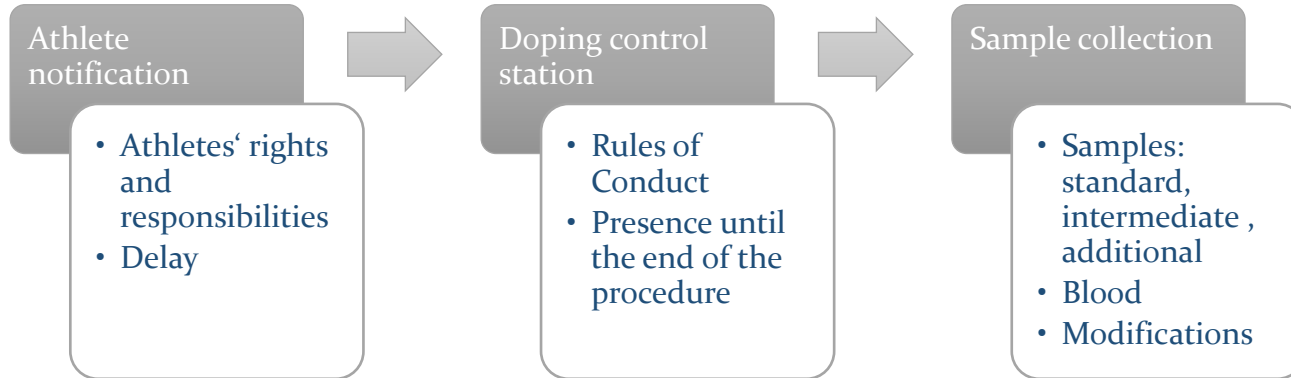 Athlete
notification
• Athletes‘ rights
and
responsibilities
• Delay
Doping control
station
• Rules of
Conduct
• Presence until
the end of the
procedure
Sample collection
• Samples:
standard,
intermediate ,
additional
• Blood
• Modifications